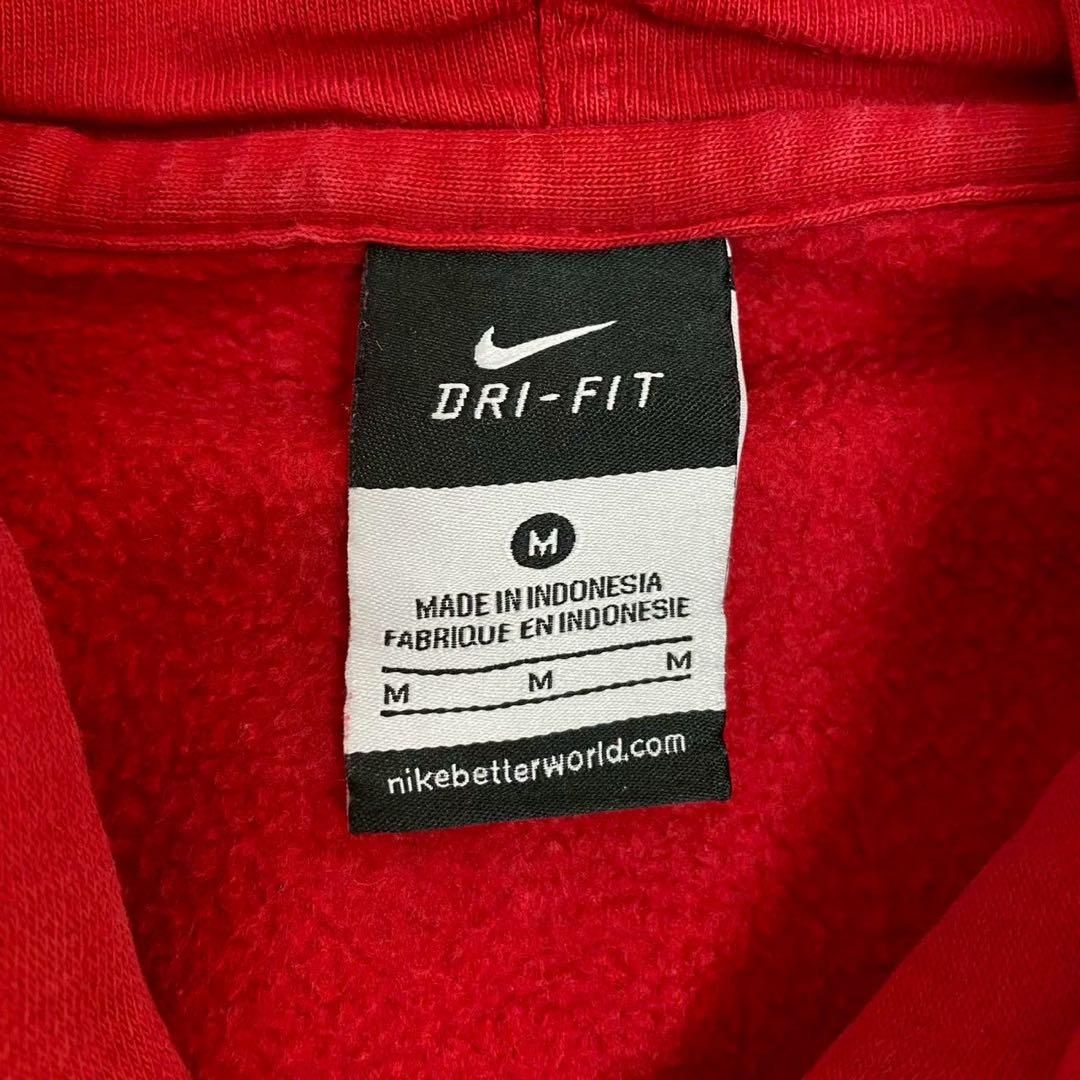 DRI-FIT
M
MADE IN INDONESIA
FABRIQUE EN INDONESIE
M M M
nikebetterworld.com